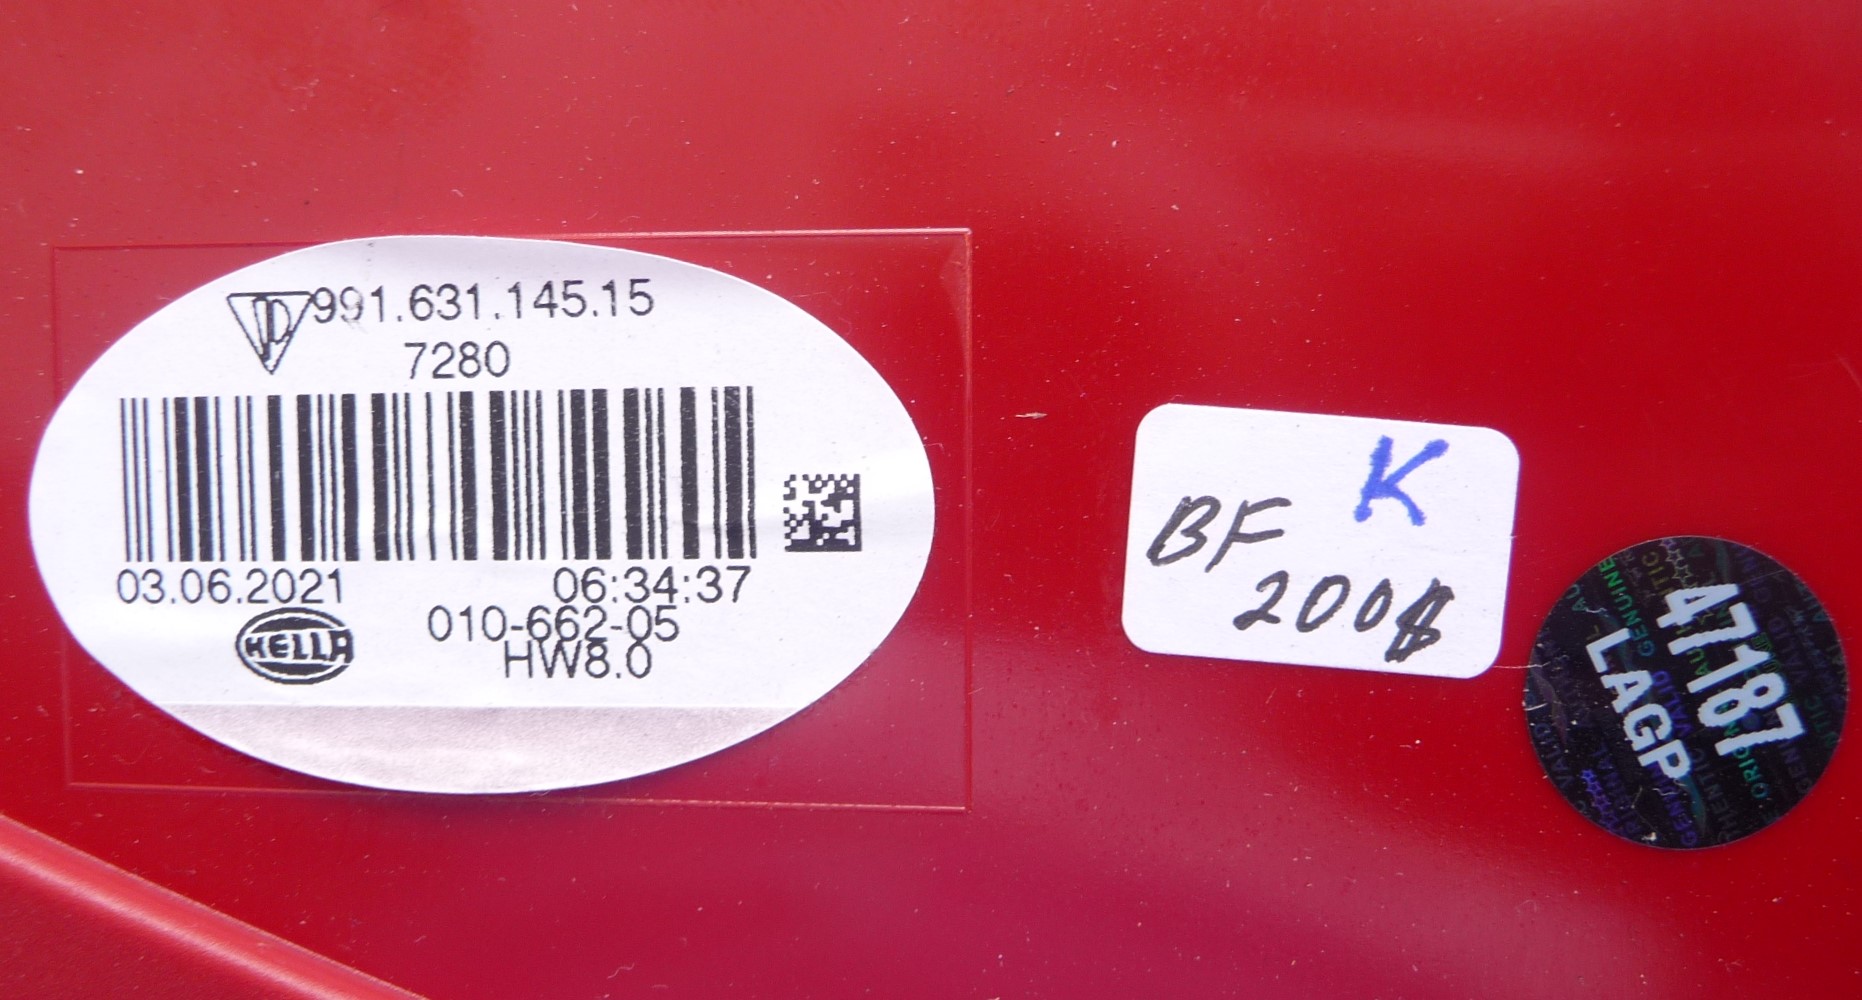 991.631.145.15
7280
03.06.2021 06:34:37
HELLA 010-662-05
HW8.0
K
BF
47187
LAGP